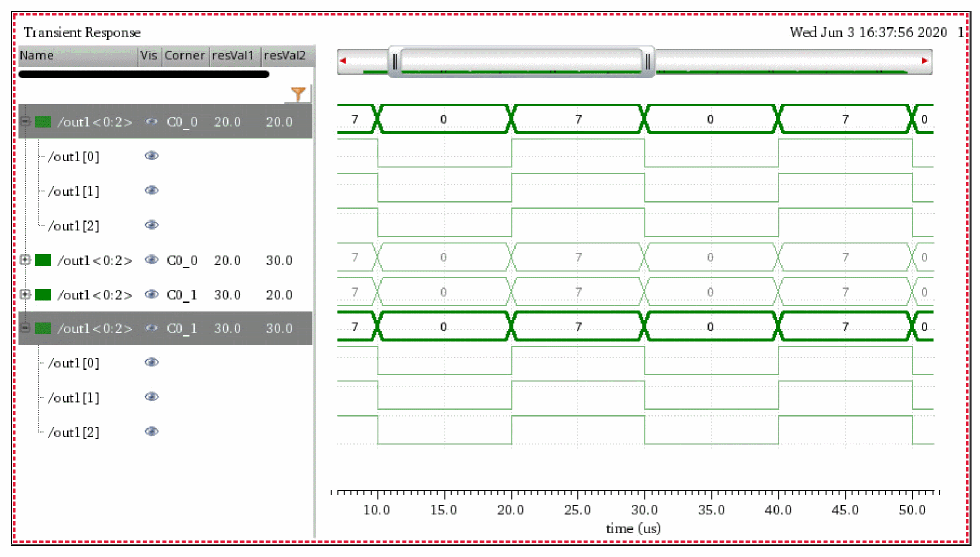 Transient Response Wed Jun 3 16:37:56 2020 1
Name Vis Corner resVal1 resVal2
/out1<0:2> C0_0 20.0 20.0 7 0 7 0 7 0
/out1[0]
/out1[1]
/out1[2]
/out1<0:2> C0_0 20.0 30.0 7 0 7 0 7 0
/out1<0:2> C0_1 30.0 20.0 7 0 7 0 7 0
/out1<0:2> C0_1 30.0 30.0 7 0 7 0 7 0
/out1[0]
/out1[1]
/out1[2]
10.0 15.0 20.0 25.0 30.0 35.0 40.0 45.0 50.0
time (us)